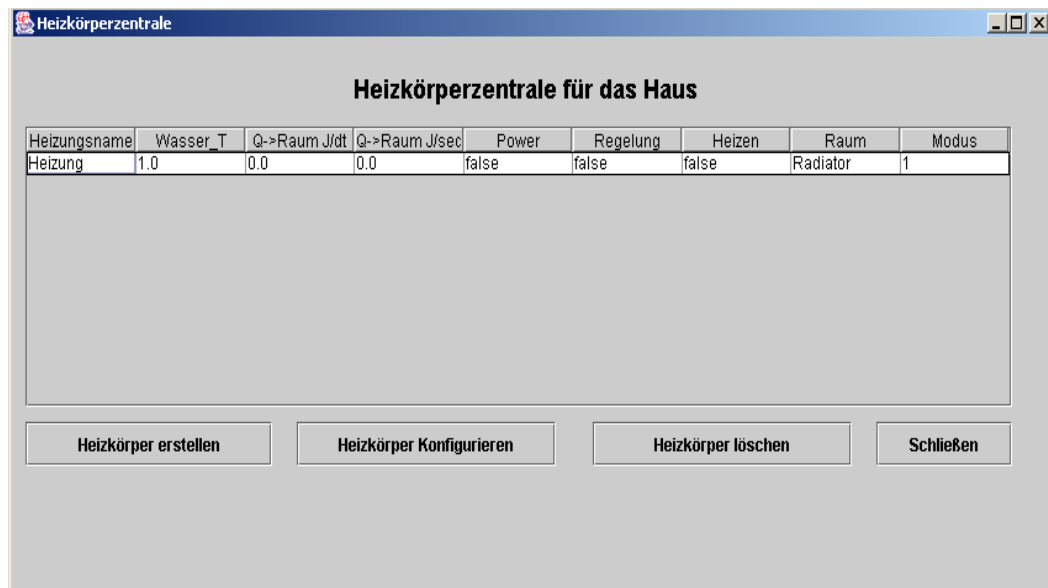 Heizkörperzentrale
Heizkörperzentrale für das Haus
Heizungsname Wasser_T Q->Raum J/dt Q->Raum J/sec Power Regelung Heizen Raum Modus
Heizung 1.0 0.0 0.0 false false false Radiator 1
Heizkörper erstellen Heizkörper Konfigurieren Heizkörper löschen Schließen